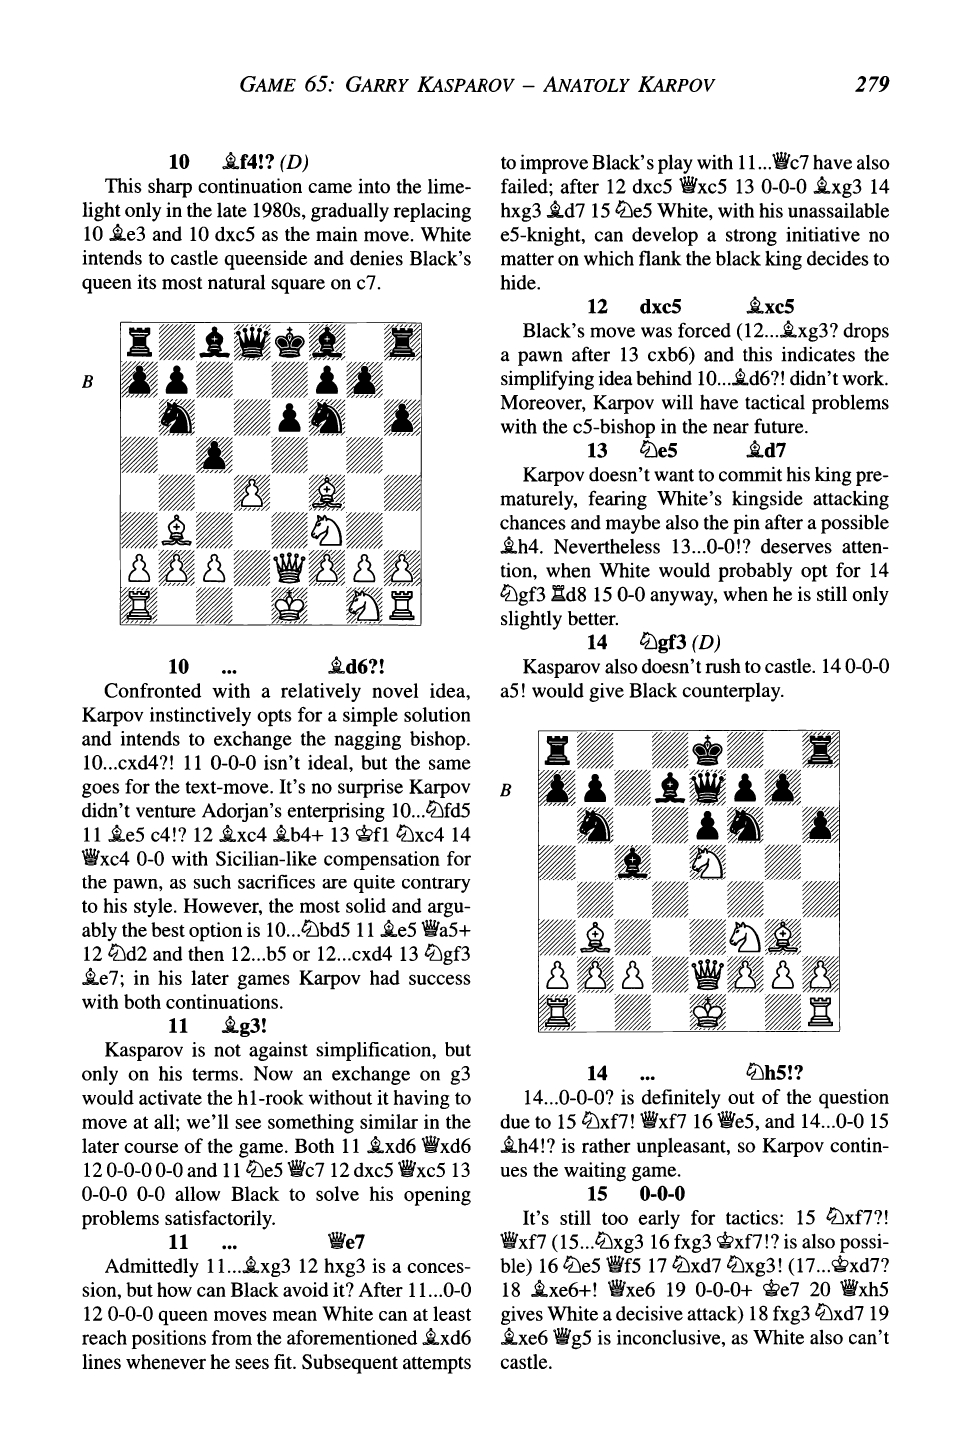 GAME 65: GARRY KASPAROV – ANATOLY KARPOV 279
10 ♗f4!? (D)
This sharp continuation came into the lime-
light only in the late 1980s, gradually replacing
10 ♗e3 and 10 dxc5 as the main move. White
intends to castle queenside and denies Black's
queen its most natural square on c7.
B
10 ... ♗d6?!
Confronted with a relatively novel idea,
Karpov instinctively opts for a simple solution
and intends to exchange the nagging bishop.
10...cxd4?! 11 0-0-0 isn't ideal, but the same
goes for the text-move. It's no surprise Karpov
didn't venture Adorjan's enterprising 10...♘fd5
11 ♗e5 c4!? 12 ♗xc4 ♗b4+ 13 ♔f1 ♘xc4 14
♕xc4 0-0 with Sicilian-like compensation for
the pawn, as such sacrifices are quite contrary
to his style. However, the most solid and argu-
ably the best option is 10...♘bd5 11 ♗e5 ♕a5+
12 ♘d2 and then 12...b5 or 12...cxd4 13 ♘gf3
♗e7; in his later games Karpov had success
with both continuations.
11 ♗g3!
Kasparov is not against simplification, but
only on his terms. Now an exchange on g3
would activate the h1-rook without it having to
move at all; we'll see something similar in the
later course of the game. Both 11 ♗xd6 ♕xd6
12 0-0-0 0-0 and 11 ♘e5 ♕c7 12 dxc5 ♕xc5 13
0-0-0 0-0 allow Black to solve his opening
problems satisfactorily.
11 ... ♕e7
Admittedly 11...♗xg3 12 hxg3 is a conces-
sion, but how can Black avoid it? After 11...0-0
12 0-0-0 queen moves mean White can at least
reach positions from the aforementioned ♗xd6
lines whenever he sees fit. Subsequent attempts
to improve Black's play with 11...♕c7 have also
failed; after 12 dxc5 ♕xc5 13 0-0-0 ♗xg3 14
hxg3 ♗d7 15 ♘e5 White, with his unassailable
e5-knight, can develop a strong initiative no
matter on which flank the black king decides to
hide.
12 dxc5 ♗xc5
Black's move was forced (12...♗xg3? drops
a pawn after 13 cxb6) and this indicates the
simplifying idea behind 10...♗d6?! didn't work.
Moreover, Karpov will have tactical problems
with the c5-bishop in the near future.
13 ♘e5 ♗d7
Karpov doesn't want to commit his king pre-
maturely, fearing White's kingside attacking
chances and maybe also the pin after a possible
♗h4. Nevertheless 13...0-0!? deserves atten-
tion, when White would probably opt for 14
♘gf3 ♖d8 15 0-0 anyway, when he is still only
slightly better.
14 ♘gf3 (D)
Kasparov also doesn't rush to castle. 14 0-0-0
a5! would give Black counterplay.
B
14 ... ♘h5!?
14...0-0-0? is definitely out of the question
due to 15 ♘xf7! ♕xf7 16 ♕e5, and 14...0-0 15
♗h4!? is rather unpleasant, so Karpov contin-
ues the waiting game.
15 0-0-0
It's still too early for tactics: 15 ♘xf7?!
♕xf7 (15...♘xg3 16 fxg3 ♔xf7!? is also possi-
ble) 16 ♘e5 ♕f5 17 ♘xd7 ♘xg3! (17...♔xd7?
18 ♗xe6+! ♕xe6 19 0-0-0+ ♔e7 20 ♕xh5
gives White a decisive attack) 18 fxg3 ♘xd7 19
♗xe6 ♕g5 is inconclusive, as White also can't
castle.